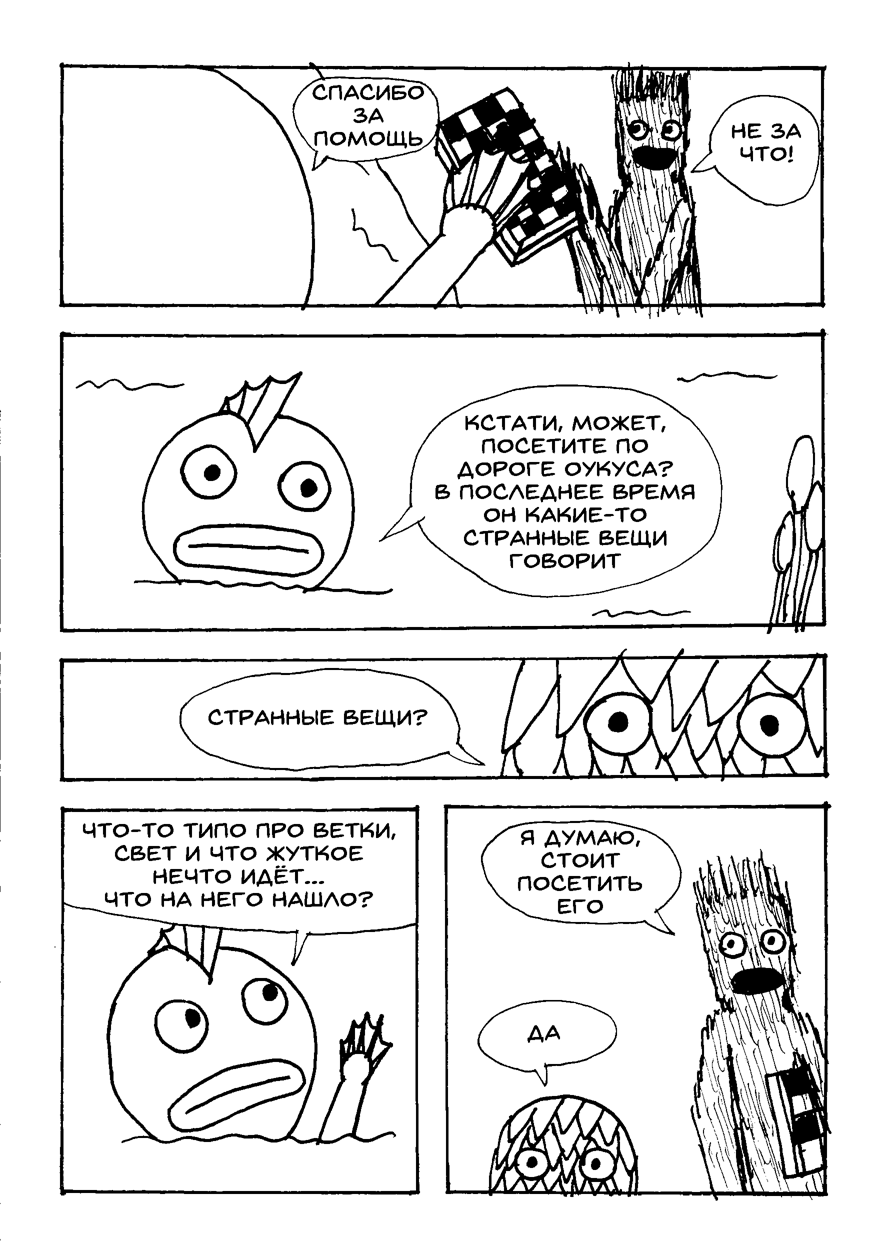 СПАСИБО
ЗА
ПОМОЩЬ
НЕ ЗА
ЧТО!
КСТАТИ, МОЖЕТ,
ПОСЕТИТЕ ПО
ДОРОГЕ ОУКУСА?
В ПОСЛЕДНЕЕ ВРЕМЯ
ОН КАКИЕ-ТО
СТРАННЫЕ ВЕЩИ
ГОВОРИТ
СТРАННЫЕ ВЕЩИ?
ЧТО-ТО ТИПО ПРО ВЕТКИ,
СВЕТ И ЧТО ЖУТКОЕ
НЕЧТО ИДЁТ...
ЧТО НА НЕГО НАШЛО?
Я ДУМАЮ,
СТОИТ
ПОСЕТИТЬ
ЕГО
ДА